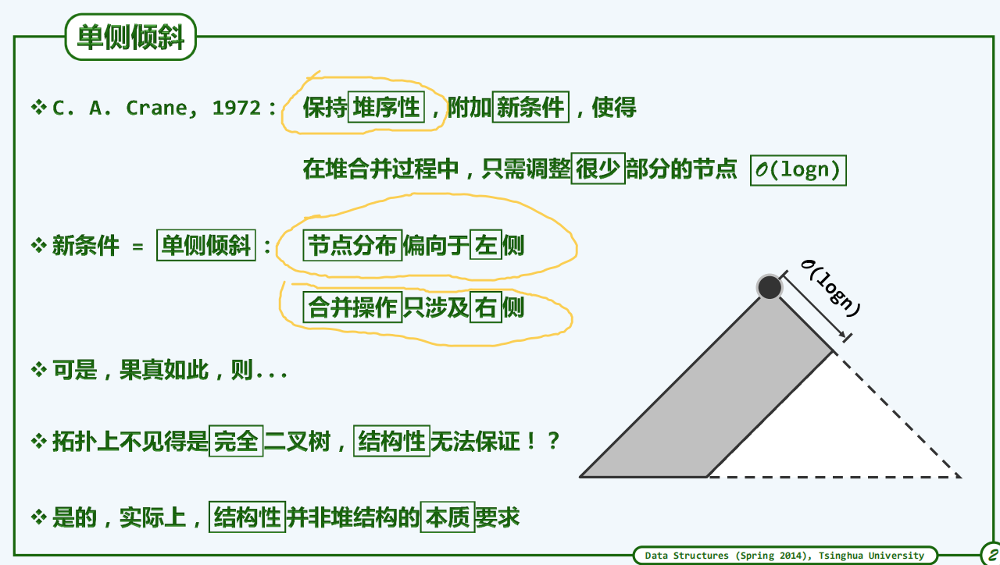 单侧倾斜
❖ C. A. Crane, 1972: 保持堆序性,附加新条件,使得
在堆合并过程中,只需调整很少部分的节点 O(logn)
❖ 新条件 = 单侧倾斜: 节点分布偏向于左侧
合并操作只涉及右侧
O(logn)
❖ 可是,果真如此,则...
❖ 拓扑上不见得是完全二叉树,结构性无法保证!?
❖ 是的,实际上,结构性并非堆结构的本质要求
Data Structures (Spring 2014), Tsinghua University
2